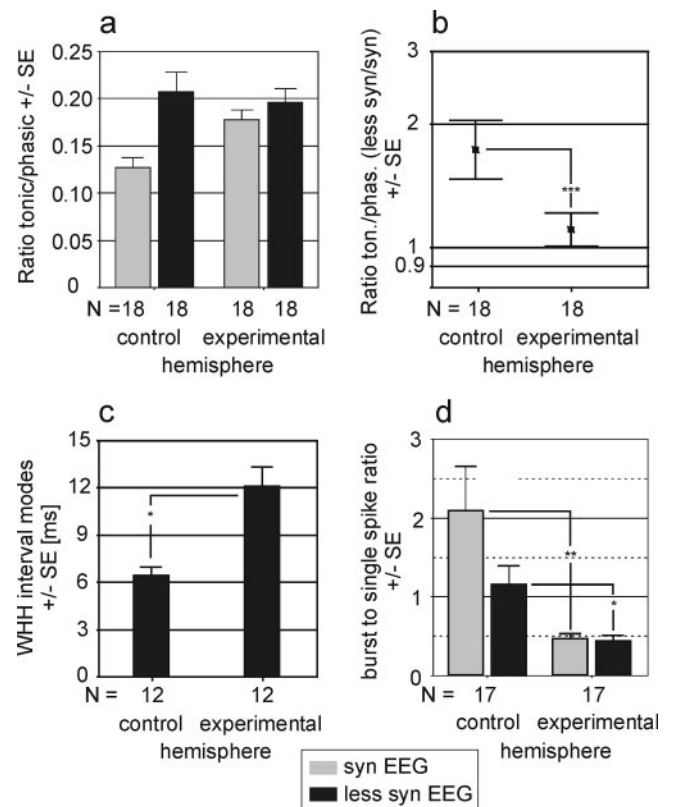 a
Ratio tonic/phasic +/- SE
0.25
0.20
0.15
0.10
0.05
0
N = 18 18 18 18
control experimental
hemisphere
b
Ratio ton./phas. (less syn/syn)
+/- SE
3
2
1
0.9
***
N = 18 18
control experimental
hemisphere
c
WHH interval modes
+/- SE [ms]
15
12
9
6
3
0
*
N = 12 12
control experimental
hemisphere
d
burst to single spike ratio
+/- SE
3
2
1
0
**
*
N = 17 17
control experimental
hemisphere
syn EEG
less syn EEG